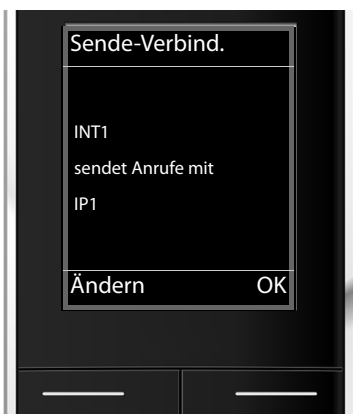 Sende-Verbind.
INT1
sendet Anrufe mit
IP1
Ändern OK